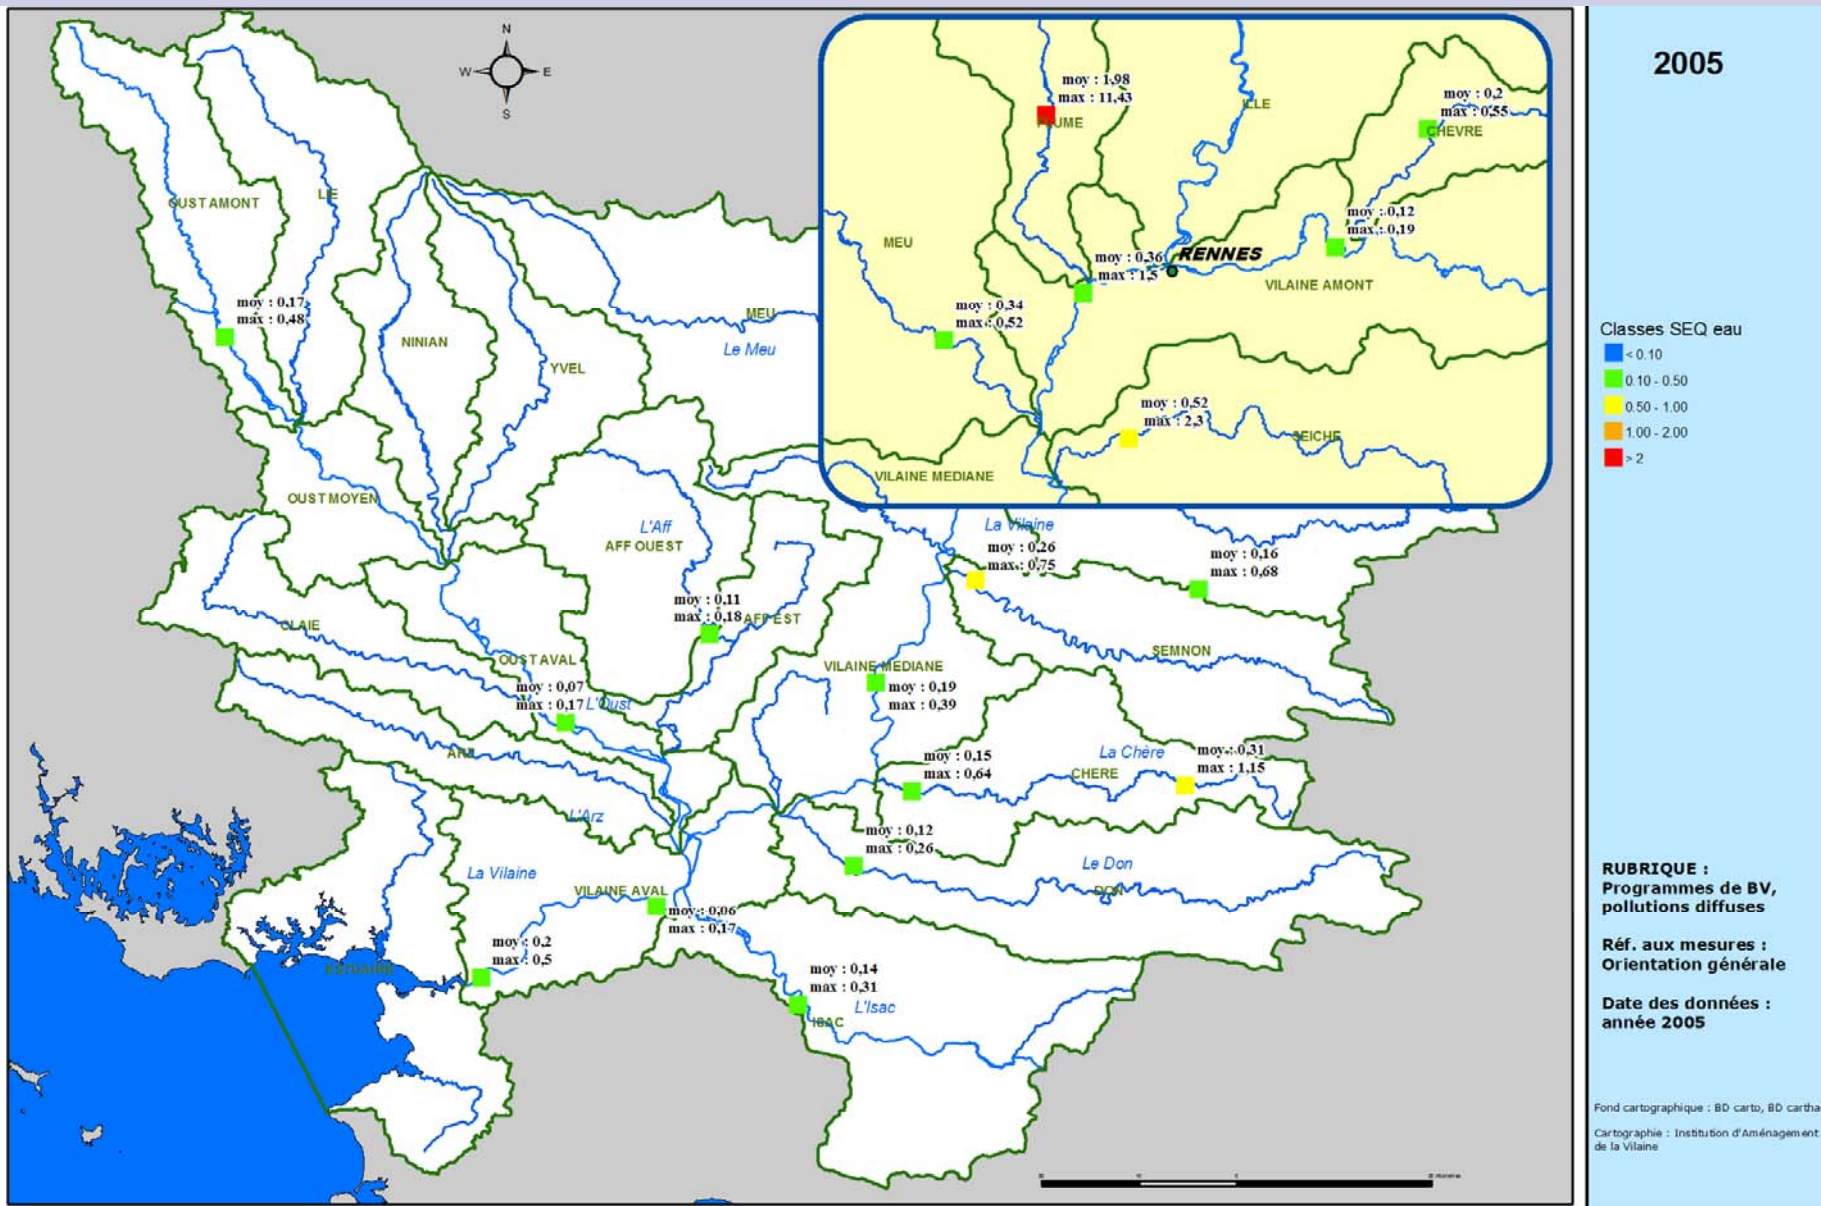 2005
N
W
E
S
moy : 1,98
max : 11,43
FLUME
ILLE
moy : 0,2
max : 0,55
CHEVRE
OUST AMONT
LIE
MEU
moy : 0,12
max : 0,19
moy : 0,36
max : 1,5
RENNES
VILAINE AMONT
moy : 0,17
max : 0,48
moy : 0,34
max : 0,52
MEU
Le Meu
NINIAN
YVEL
moy : 0,52
max : 2,3
SEICHE
VILAINE MEDIANE
Classes SEQ eau
< 0.10
0.10 - 0.50
0.50 - 1.00
1.00 - 2.00
> 2
OUST MOYEN
L'Aff
AFF OUEST
La Vilaine
moy : 0,26
max : 0,75
moy : 0,16
max : 0,68
moy : 0,11
max : 0,18
AFF EST
CLAIE
SEMNON
OUST AVAL
VILAINE MEDIANE
moy : 0,07
max : 0,17
L'Oust
moy : 0,19
max : 0,39
ARZ
moy : 0,15
max : 0,64
La Chère
CHERE
moy : 0,31
max : 1,15
L'Arz
moy : 0,12
max : 0,26
La Vilaine
Le Don
DON
VILAINE AVAL
moy : 0,06
max : 0,17
moy : 0,2
max : 0,5
ESTUAIRE
moy : 0,14
max : 0,31
L'Isac
ISAC
RUBRIQUE :
Programmes de BV,
pollutions diffuses
Réf. aux mesures :
Orientation générale
Date des données :
année 2005
Fond cartographique : BD carto, BD cartha
Cartographie : Institution d'Aménagement
de la Vilaine